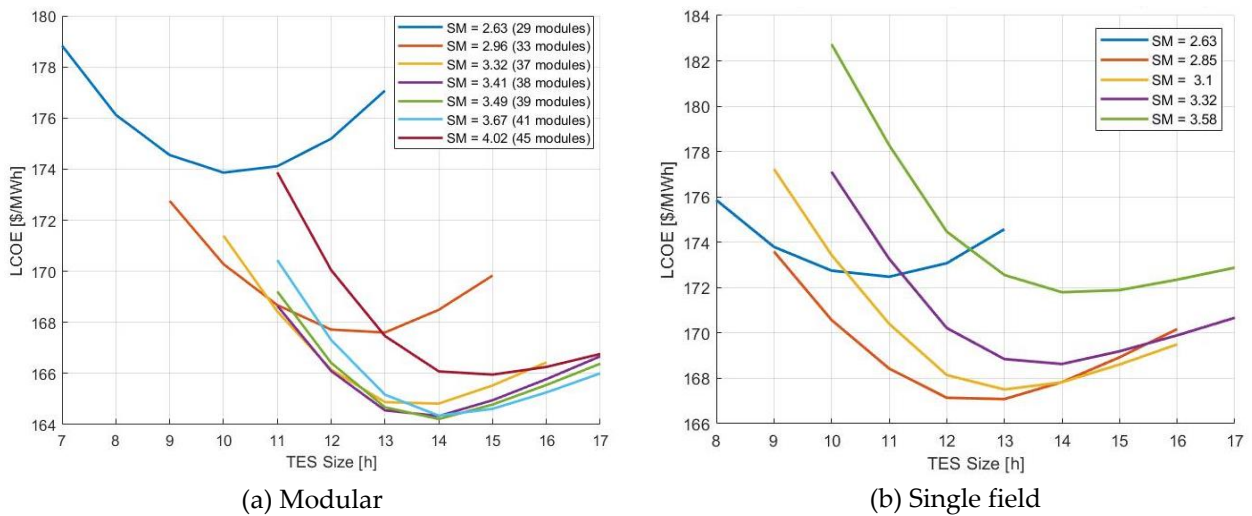 180
178
176
174
172
170
168
166
164
LCOE [$/MWh]
7 8 9 10 11 12 13 14 15 16 17
TES Size [h]
SM = 2.63 (29 modules)
SM = 2.96 (33 modules)
SM = 3.32 (37 modules)
SM = 3.41 (38 modules)
SM = 3.49 (39 modules)
SM = 3.67 (41 modules)
SM = 4.02 (45 modules)
(a) Modular
184
182
180
178
176
174
172
170
168
166
LCOE [$/MWh]
8 9 10 11 12 13 14 15 16 17
TES Size [h]
SM = 2.63
SM = 2.85
SM = 3.1
SM = 3.32
SM = 3.58
(b) Single field